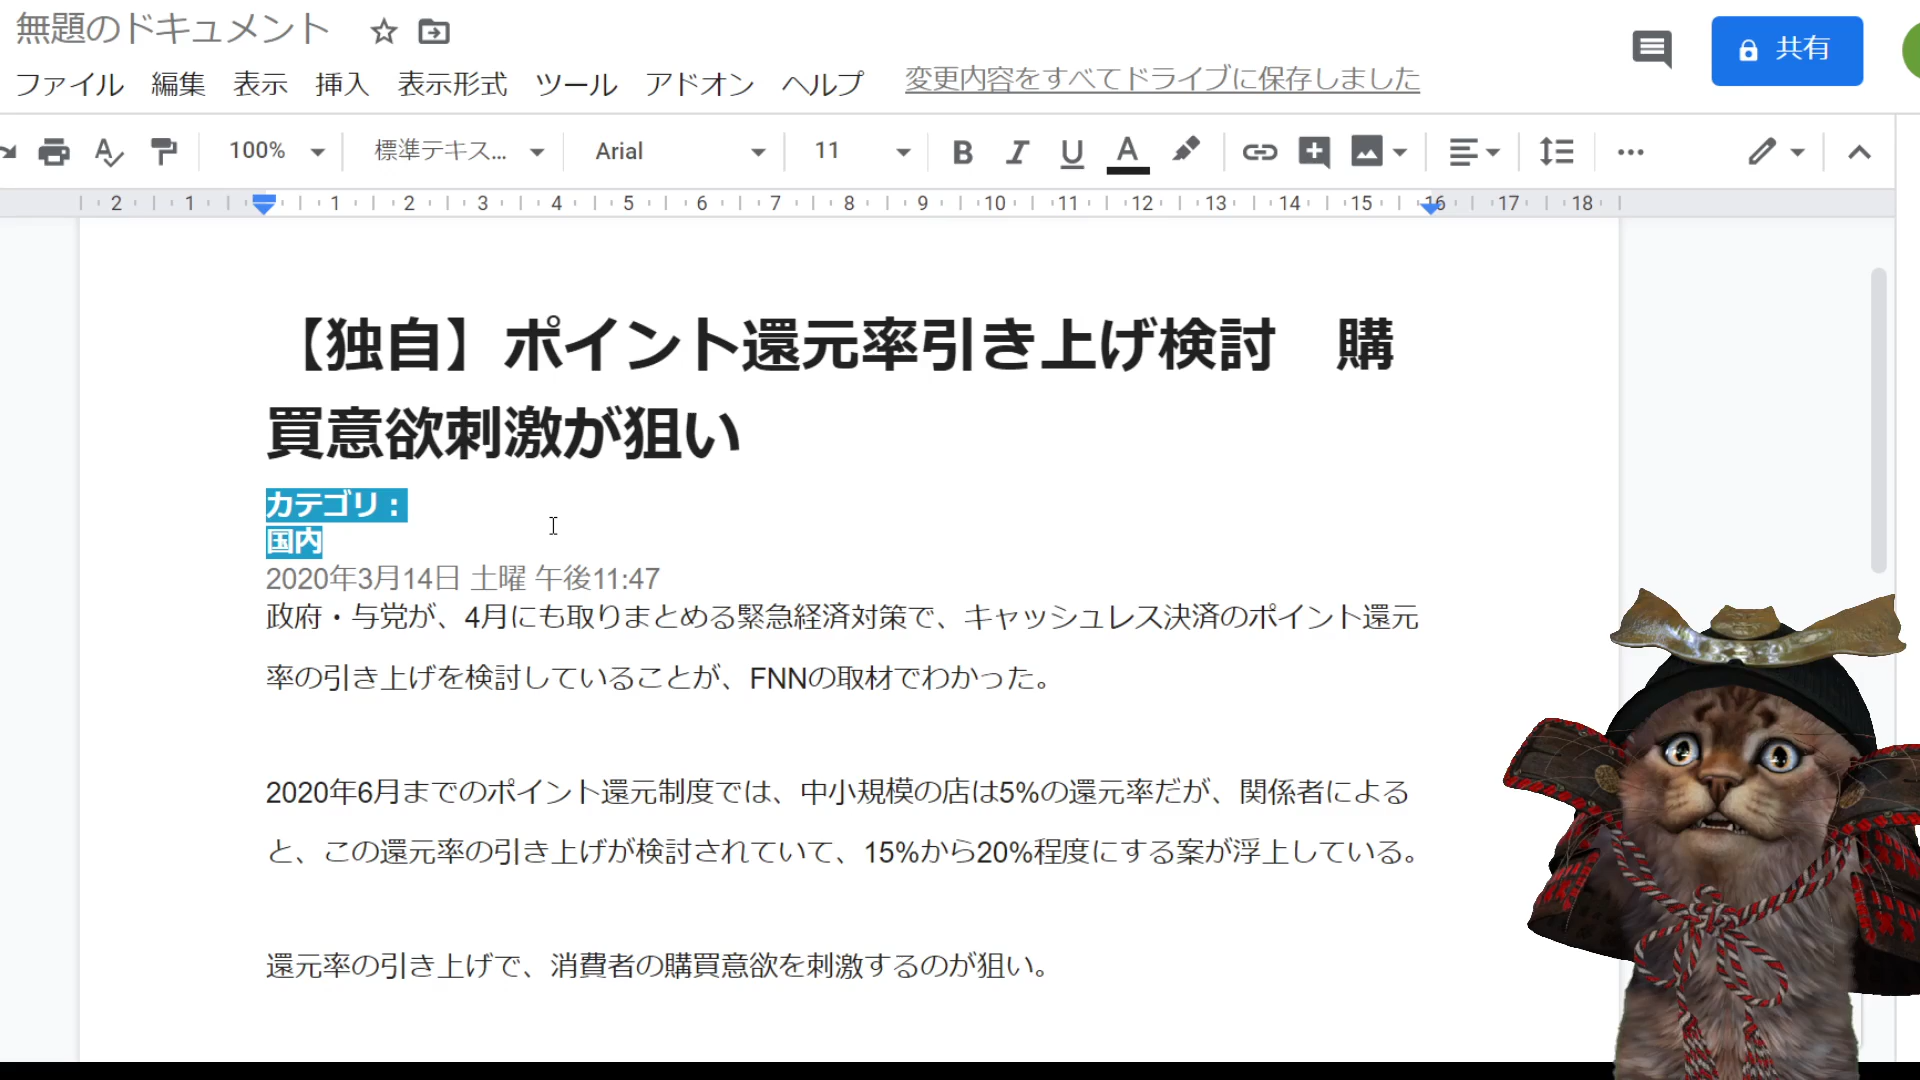 無題のドキュメント
ファイル 編集 表示 挿入 表示形式 ツール アドオン ヘルプ 変更内容をすべてドライブに保存しました
共有
100% 標準テキス... Arial 11
2 1 1 2 3 4 5 6 7 8 9 10 11 12 13 14 15 16 17 18
【独自】ポイント還元率引き上げ検討　購
買意欲刺激が狙い
カテゴリ：
国内
2020年3月14日 土曜 午後11:47
政府・与党が、4月にも取りまとめる緊急経済対策で、キャッシュレス決済のポイント還元
率の引き上げを検討していることが、FNNの取材でわかった。
2020年6月までのポイント還元制度では、中小規模の店は5%の還元率だが、関係者による
と、この還元率の引き上げが検討されていて、15%から20%程度にする案が浮上している。
還元率の引き上げで、消費者の購買意欲を刺激するのが狙い。